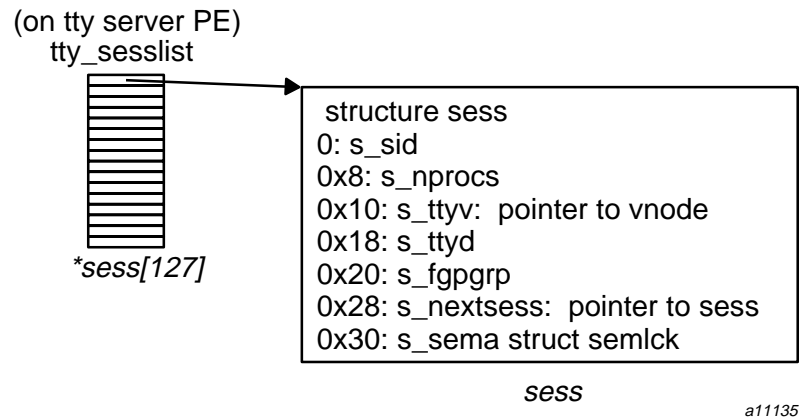 (on tty server PE)
tty_sesslist
structure sess
0: s_sid
0x8: s_nprocs
0x10: s_ttyv: pointer to vnode
0x18: s_ttyd
0x20: s_fgpgrp
0x28: s_nextsess: pointer to sess
0x30: s_sema struct semlck
*sess[127]
sess
a11135